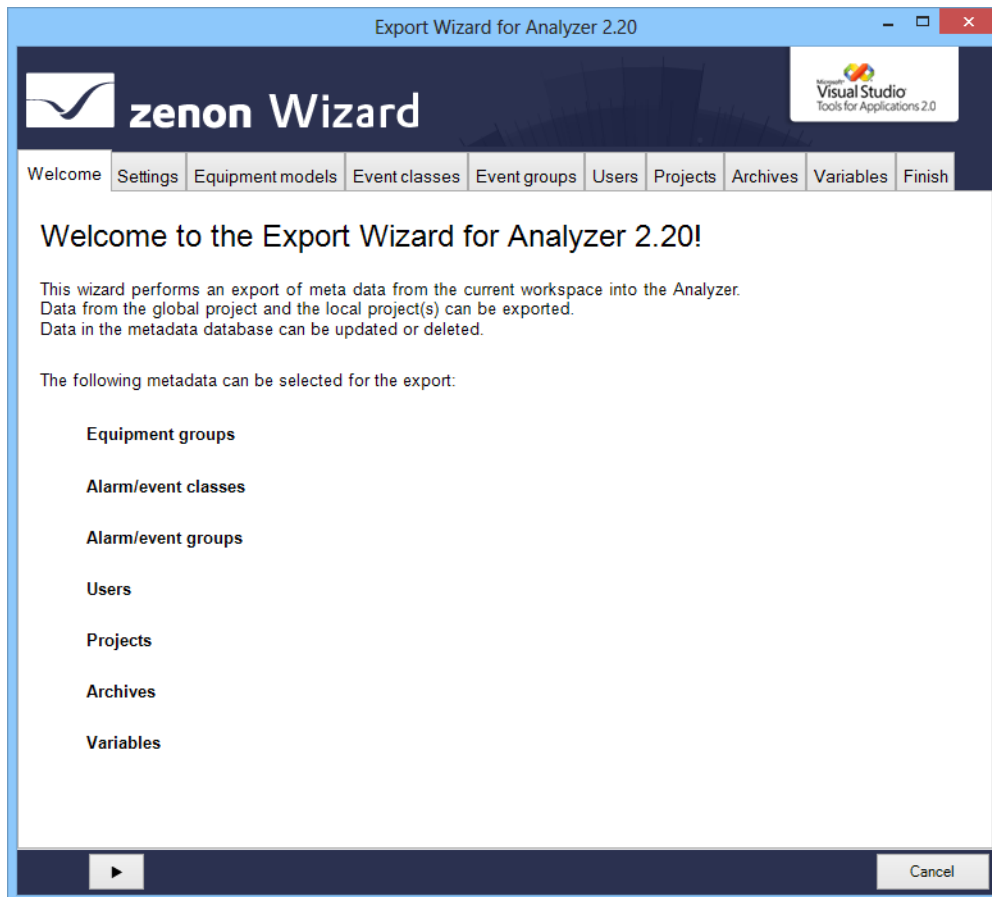 Export Wizard for Analyzer 2.20
zenon Wizard
Microsoft
Visual Studio
Tools for Applications 2.0
Welcome Settings Equipment models Event classes Event groups Users Projects Archives Variables Finish
Welcome to the Export Wizard for Analyzer 2.20!
This wizard performs an export of meta data from the current workspace into the Analyzer.
Data from the global project and the local project(s) can be exported.
Data in the metadata database can be updated or deleted.
The following metadata can be selected for the export:
Equipment groups
Alarm/event classes
Alarm/event groups
Users
Projects
Archives
Variables
Cancel